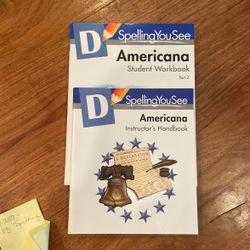 D
SpellingYouSee
Americana
Student Workbook
Part 2
D
SpellingYouSee
Americana
Instructor's Handbook